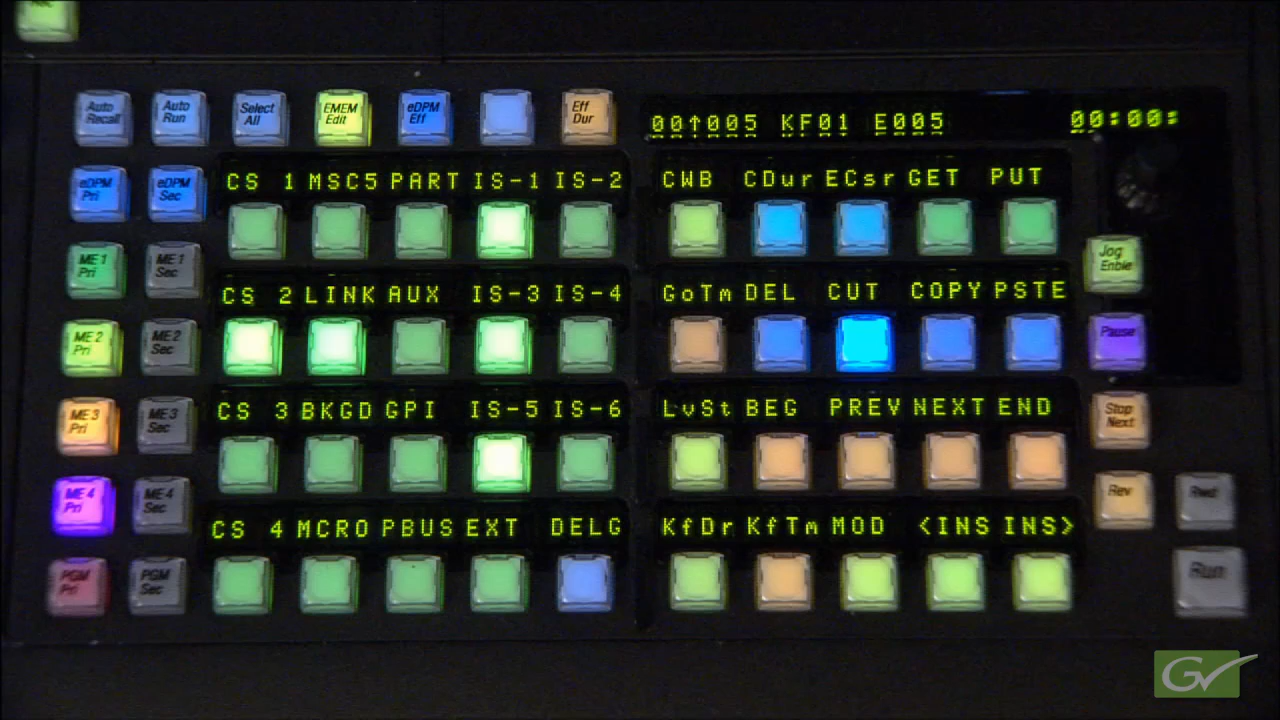 Auto Recall
Auto Run
Select All
EMEM Edit
eDPM Eff
Eff Dur
00↑005 KF01 E005
00:00:
eDPM Pri
eDPM Sec
CS 1 MSC5 PART IS-1 IS-2
CWB CDur ECsr GET PUT
ME 1 Pri
ME 1 Sec
Jog Enble
CS 2 LINK AUX IS-3 IS-4
GoTm DEL CUT COPY PSTE
ME 2 Pri
ME 2 Sec
Pause
CS 3 BKGD GPI IS-5 IS-6
LvSt BEG PREV NEXT END
ME 3 Pri
ME 3 Sec
Stop Next
ME 4 Pri
ME 4 Sec
Rev
Rwd
CS 4 MCRO PBUS EXT DELG
KfDr KfTm MOD <INS INS>
PGM Pri
PGM Sec
Run
GV